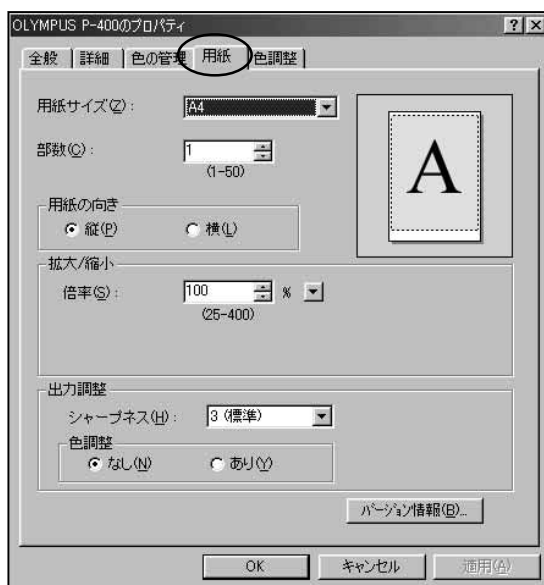 OLYMPUS P-400のプロパティ ? ×
全般 詳細 色の管理 用紙 色調整
用紙サイズ(Z): A4
部数(C): 1
(1-50)
A
用紙の向き
縦(P) 横(L)
拡大/縮小
倍率(S): 100 %
(25-400)
出力調整
シャープネス(H): 3 (標準)
色調整
なし(N) あり(Y)
バージョン情報(B)...
OK キャンセル 適用(A)